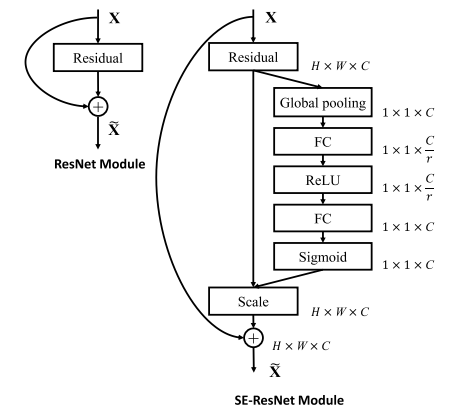 X
Residual
+
X̃
ResNet Module
X
Residual
H × W × C
Global pooling
1 × 1 × C
FC
1 × 1 × C/r
ReLU
1 × 1 × C/r
FC
1 × 1 × C
Sigmoid
1 × 1 × C
Scale
H × W × C
+
H × W × C
X̃
SE-ResNet Module